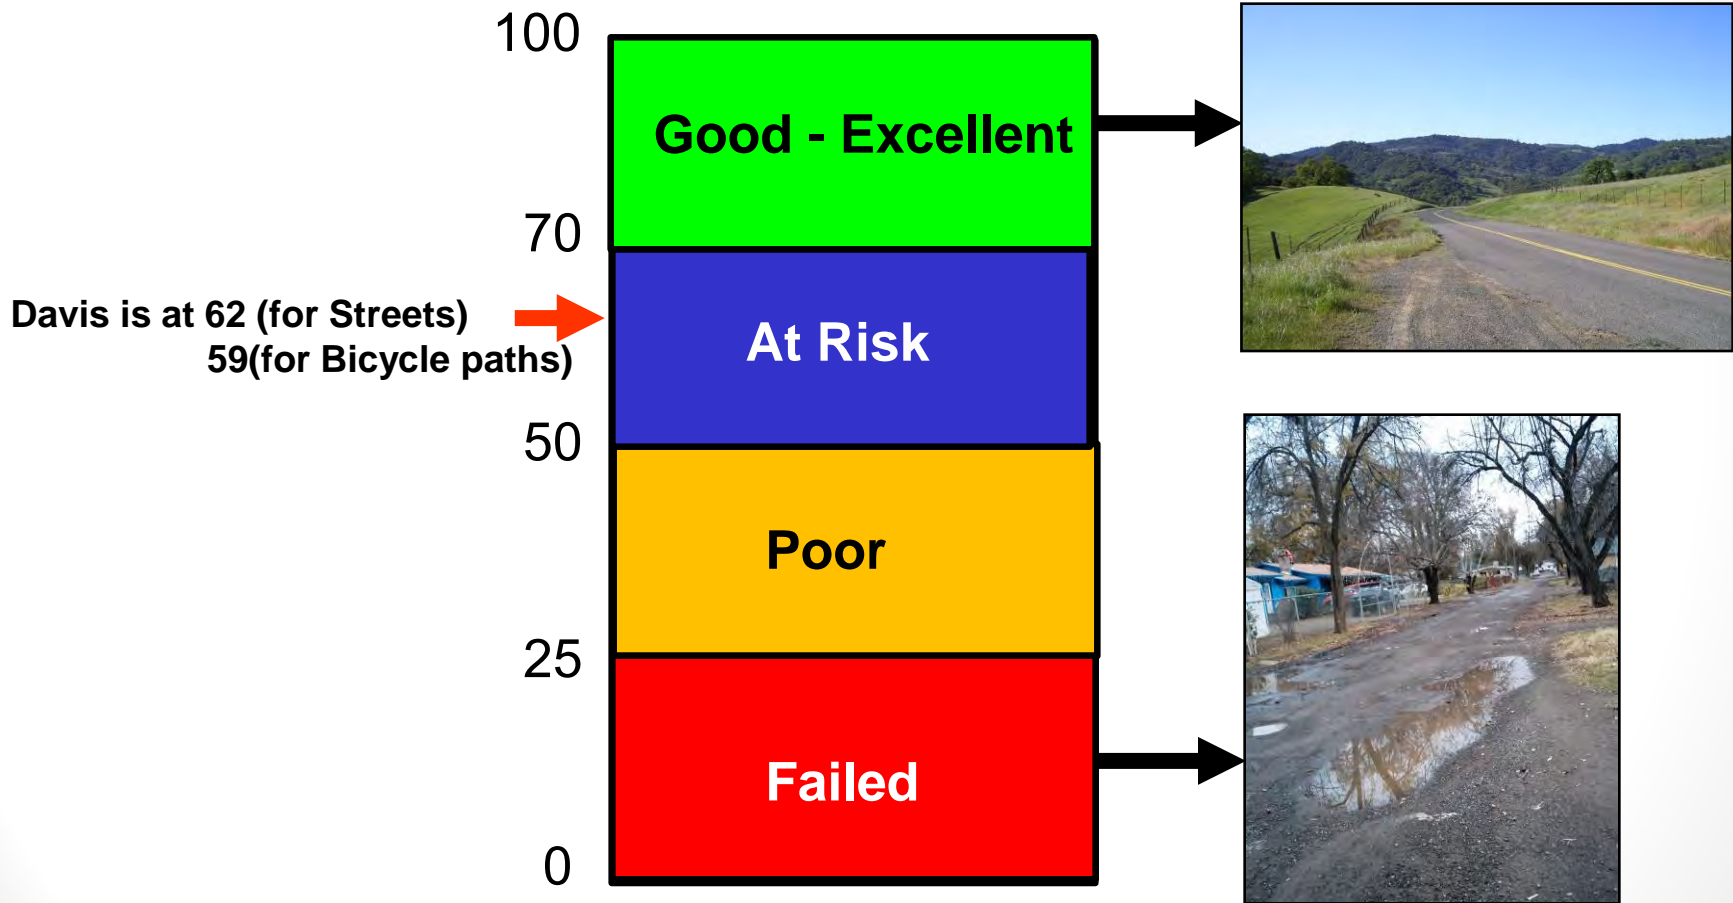 100
Good - Excellent
70
Davis is at 62 (for Streets)
59(for Bicycle paths)
At Risk
50
Poor
25
Failed
0